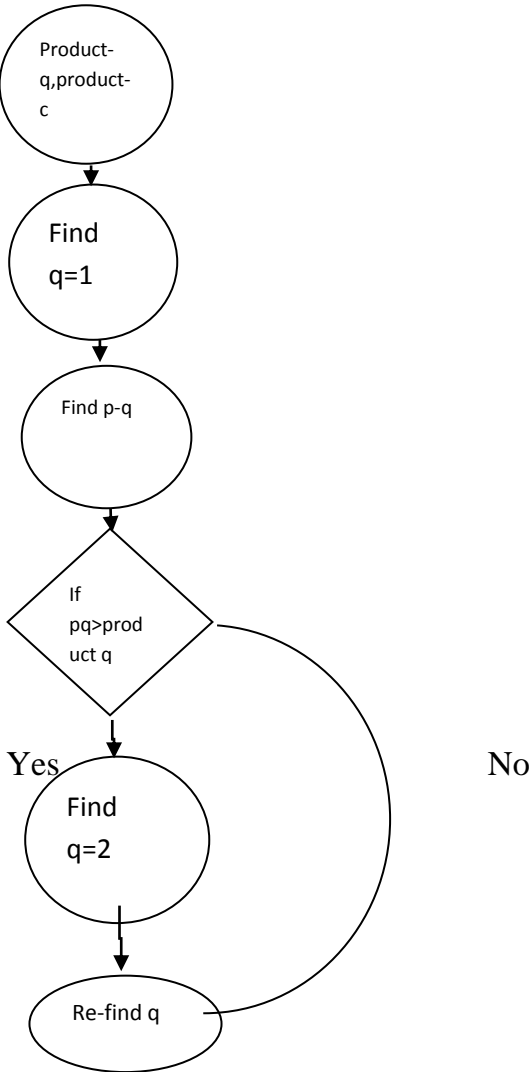 Product-
q,product-
c
Find
q=1
Find p-q
If
pq>prod
uct q
Yes
No
Find
q=2
Re-find q